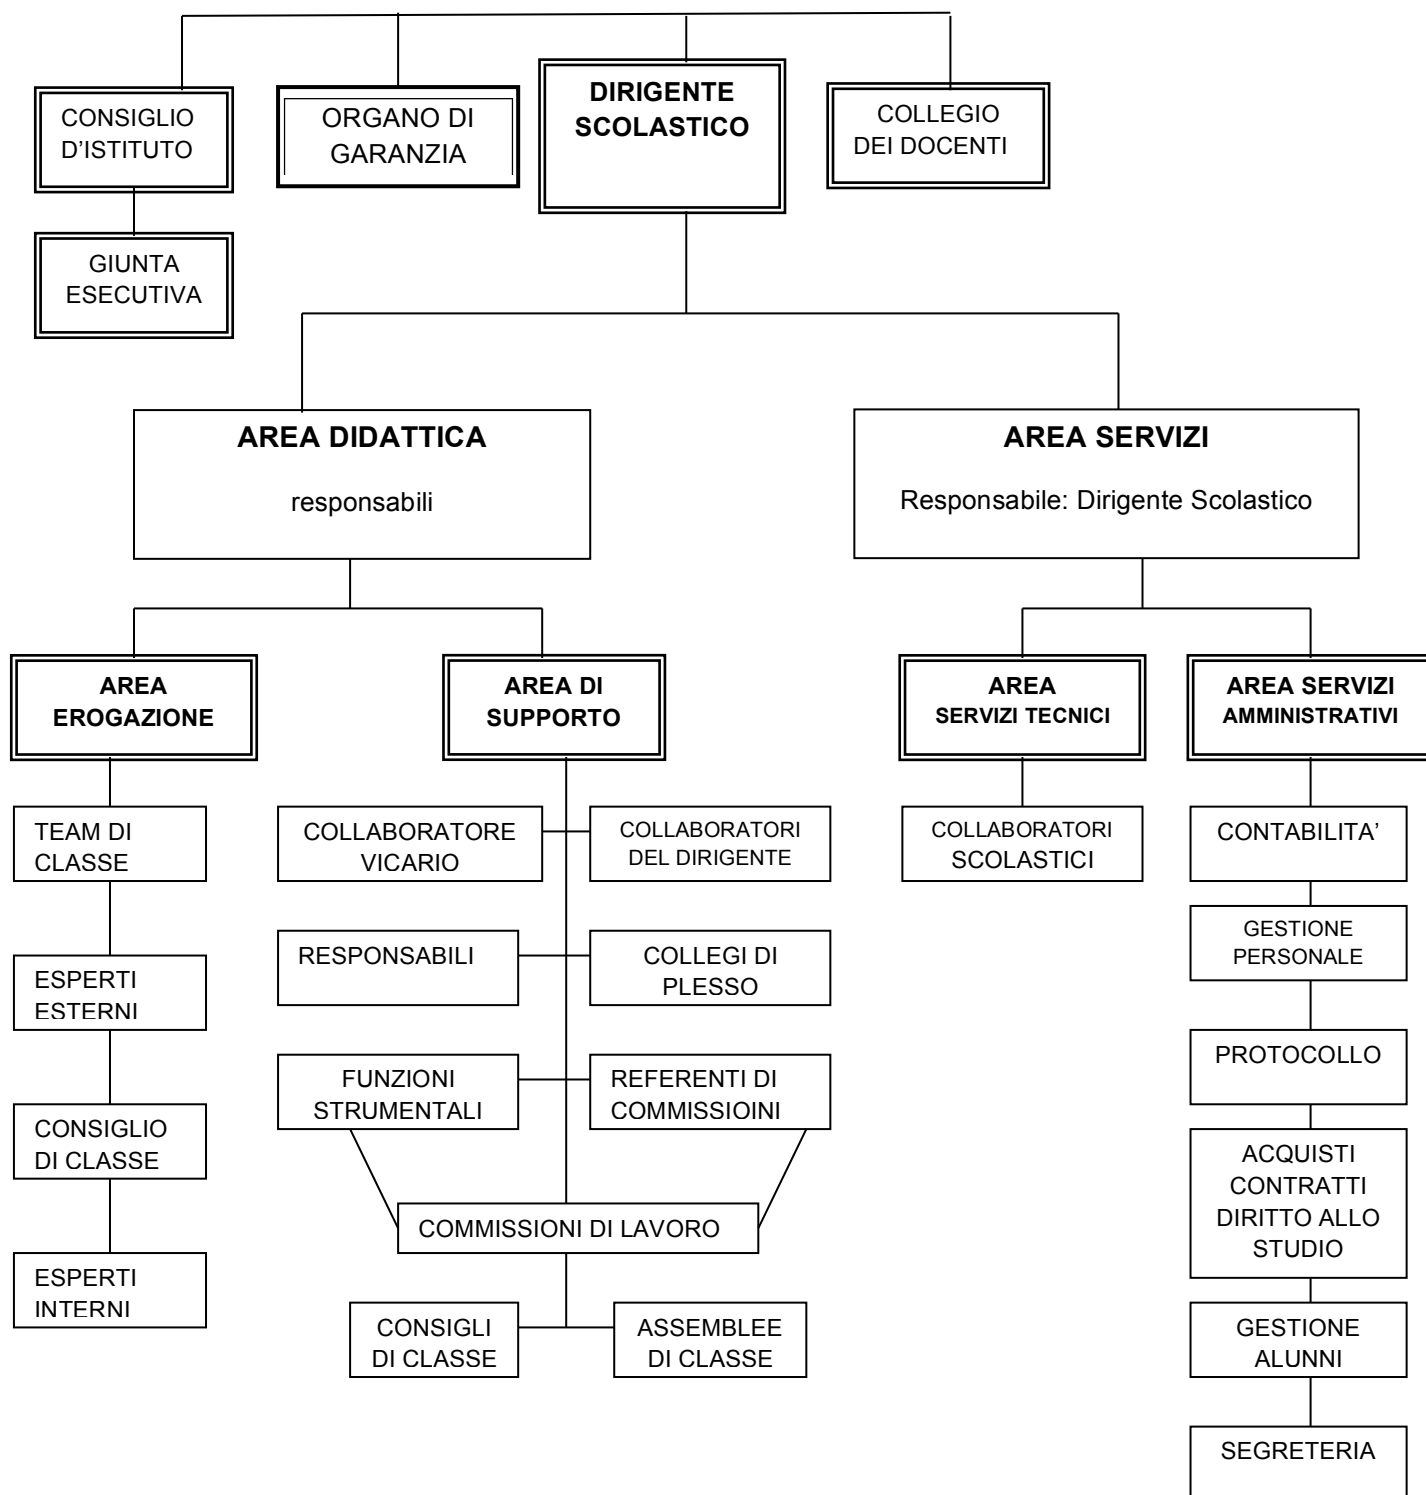 CONSIGLIO
D'ISTITUTO
ORGANO DI
GARANZIA
DIRIGENTE
SCOLASTICO
COLLEGIO
DEI DOCENTI
GIUNTA
ESECUTIVA
AREA DIDATTICA
responsabili
AREA SERVIZI
Responsabile: Dirigente Scolastico
AREA
EROGAZIONE
AREA DI
SUPPORTO
AREA
SERVIZI TECNICI
AREA SERVIZI
AMMINISTRATIVI
TEAM DI
CLASSE
COLLABORATORE
VICARIO
COLLABORATORI
DEL DIRIGENTE
COLLABORATORI
SCOLASTICI
CONTABILITA’
ESPERTI
ESTERNI
RESPONSABILI
COLLEGI DI
PLESSO
GESTIONE
PERSONALE
CONSIGLIO
DI CLASSE
FUNZIONI
STRUMENTALI
REFERENTI DI
COMMISSIOINI
PROTOCOLLO
COMMISSIONI DI LAVORO
ACQUISTI
CONTRATTI
DIRITTO ALLO
STUDIO
ESPERTI
INTERNI
CONSIGLI
DI CLASSE
ASSEMBLEE
DI CLASSE
GESTIONE
ALUNNI
SEGRETERIA